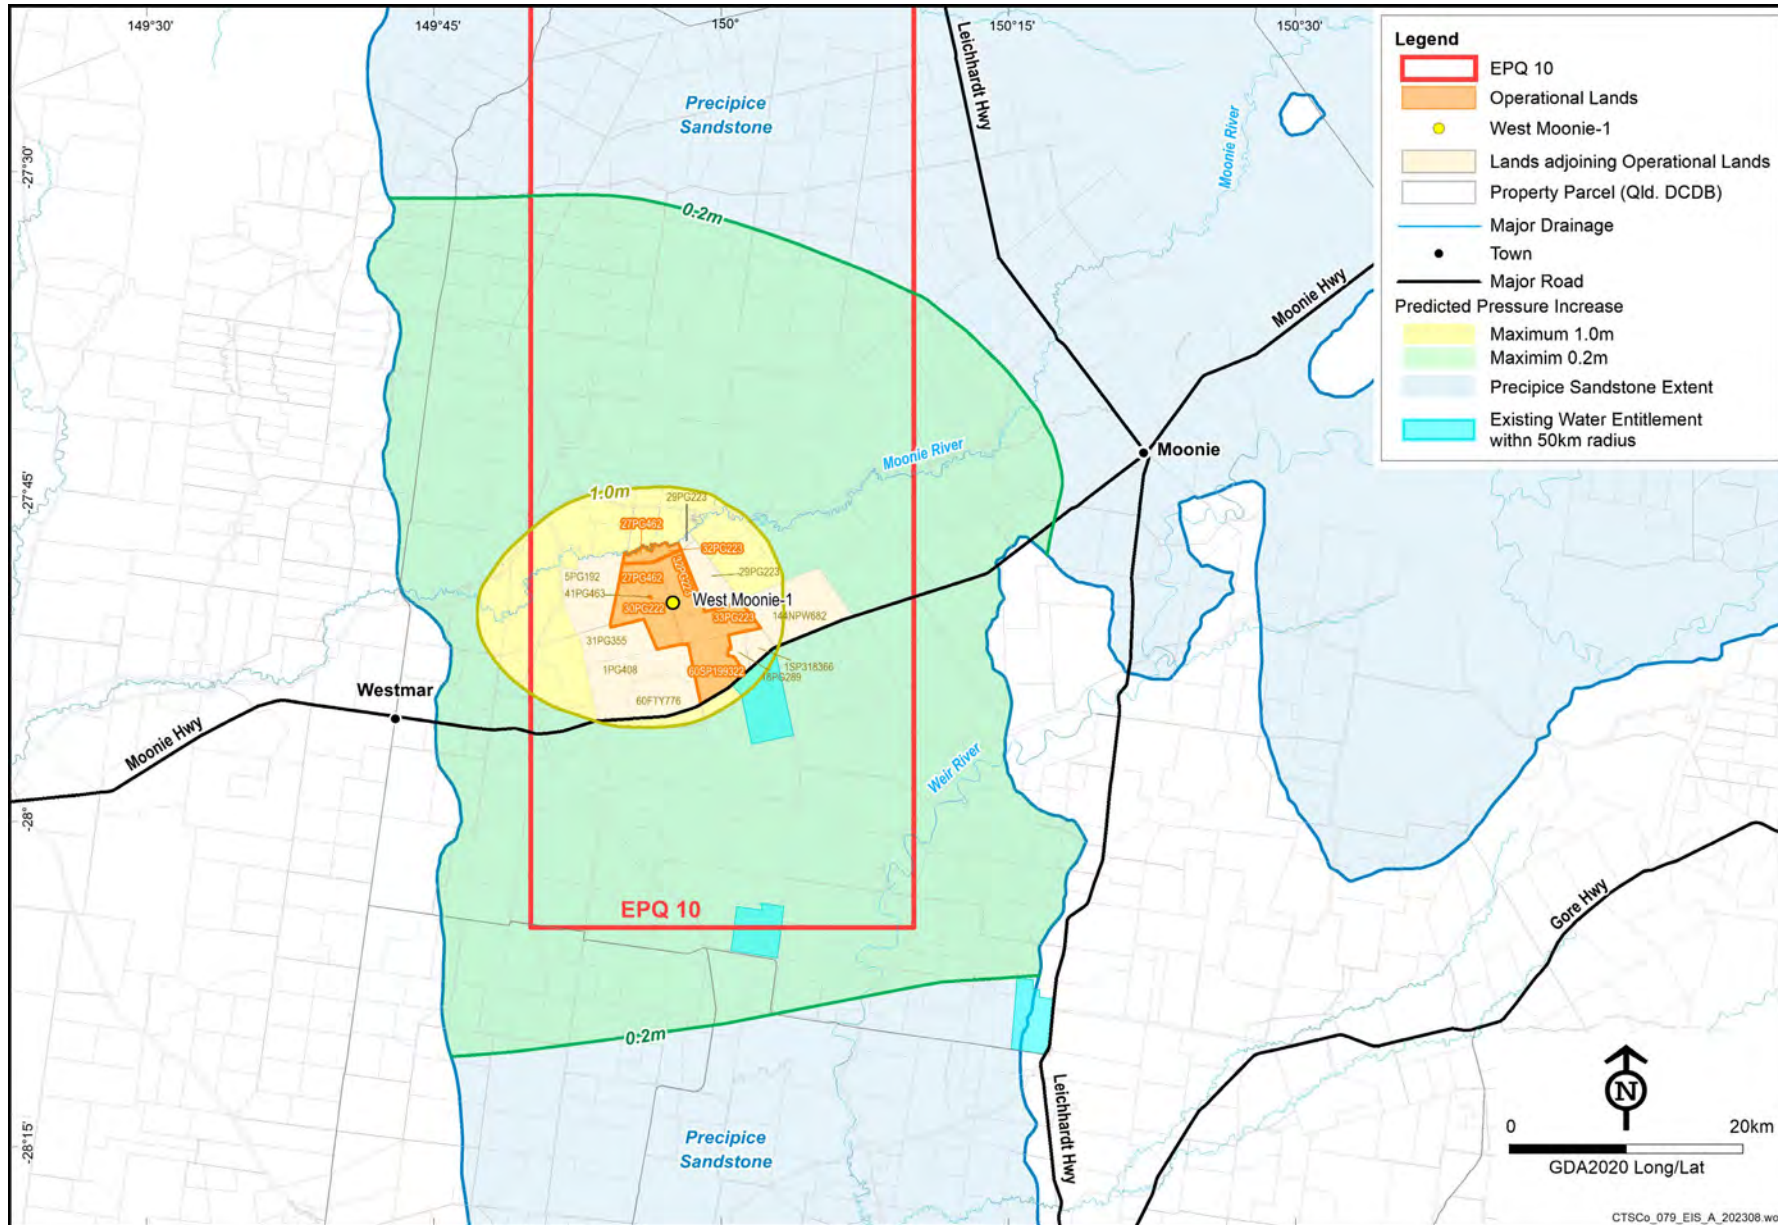 149°30'
149°45'
150°
150°15'
150°30'
-27°30'
-27°45'
-28°
-28°15'
Legend
EPQ 10
Operational Lands
West Moonie-1
Lands adjoining Operational Lands
Property Parcel (Qld. DCDB)
Major Drainage
Town
Major Road
Predicted Pressure Increase
Maximum 1.0m
Maximim 0.2m
Precipice Sandstone Extent
Existing Water Entitlement
withn 50km radius
Precipice
Sandstone
Leichhardt Hwy
Moonie River
0.2m
Moonie Hwy
Moonie
Moonie River
1.0m
29PG223
27PG462
32PG223
5PG192
27PG462
32PG223
29PG223
41PG463
30PG222
West Moonie-1
33PG223
144NPW682
31PG355
1PG408
60SP199322
1SP318366
18PG289
60FTY776
Westmar
Moonie Hwy
Weir River
EPQ 10
Gore Hwy
0.2m
Leichhardt Hwy
Precipice
Sandstone
N
0 20km
GDA2020 Long/Lat
CTSCo_079_EIS_A_202308.wo